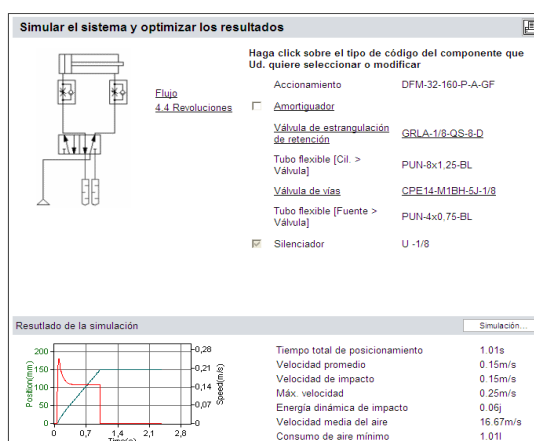 Simular el sistema y optimizar los resultados
Haga click sobre el tipo de código del componente que
Ud. quiere seleccionar o modificar
Flujo
4.4 Revoluciones
Accionamiento DFM-32-160-P-A-GF
Amortiguador
Válvula de estrangulación
de retención GRLA-1/8-QS-8-D
Tubo flexible [Cil. >
Válvula] PUN-8x1,25-BL
Válvula de vías CPE14-M1BH-5J-1/8
Tubo flexible [Fuente >
Válvula] PUN-4x0,75-BL
Silenciador U -1/8
Resutlado de la simulación
Simulación...
Position(mm)
200
150
100
50
0
0 0,7 1,4 2,1 2,8
Time(s)
0,28
0,21
0,14
0,07
0
Speed(m/s)
Tiempo total de posicionamiento 1.01s
Velocidad promedio 0.15m/s
Velocidad de impacto 0.15m/s
Máx. velocidad 0.25m/s
Energía dinámica de impacto 0.06j
Velocidad media del aire 16.67m/s
Consumo de aire mínimo 1.01l